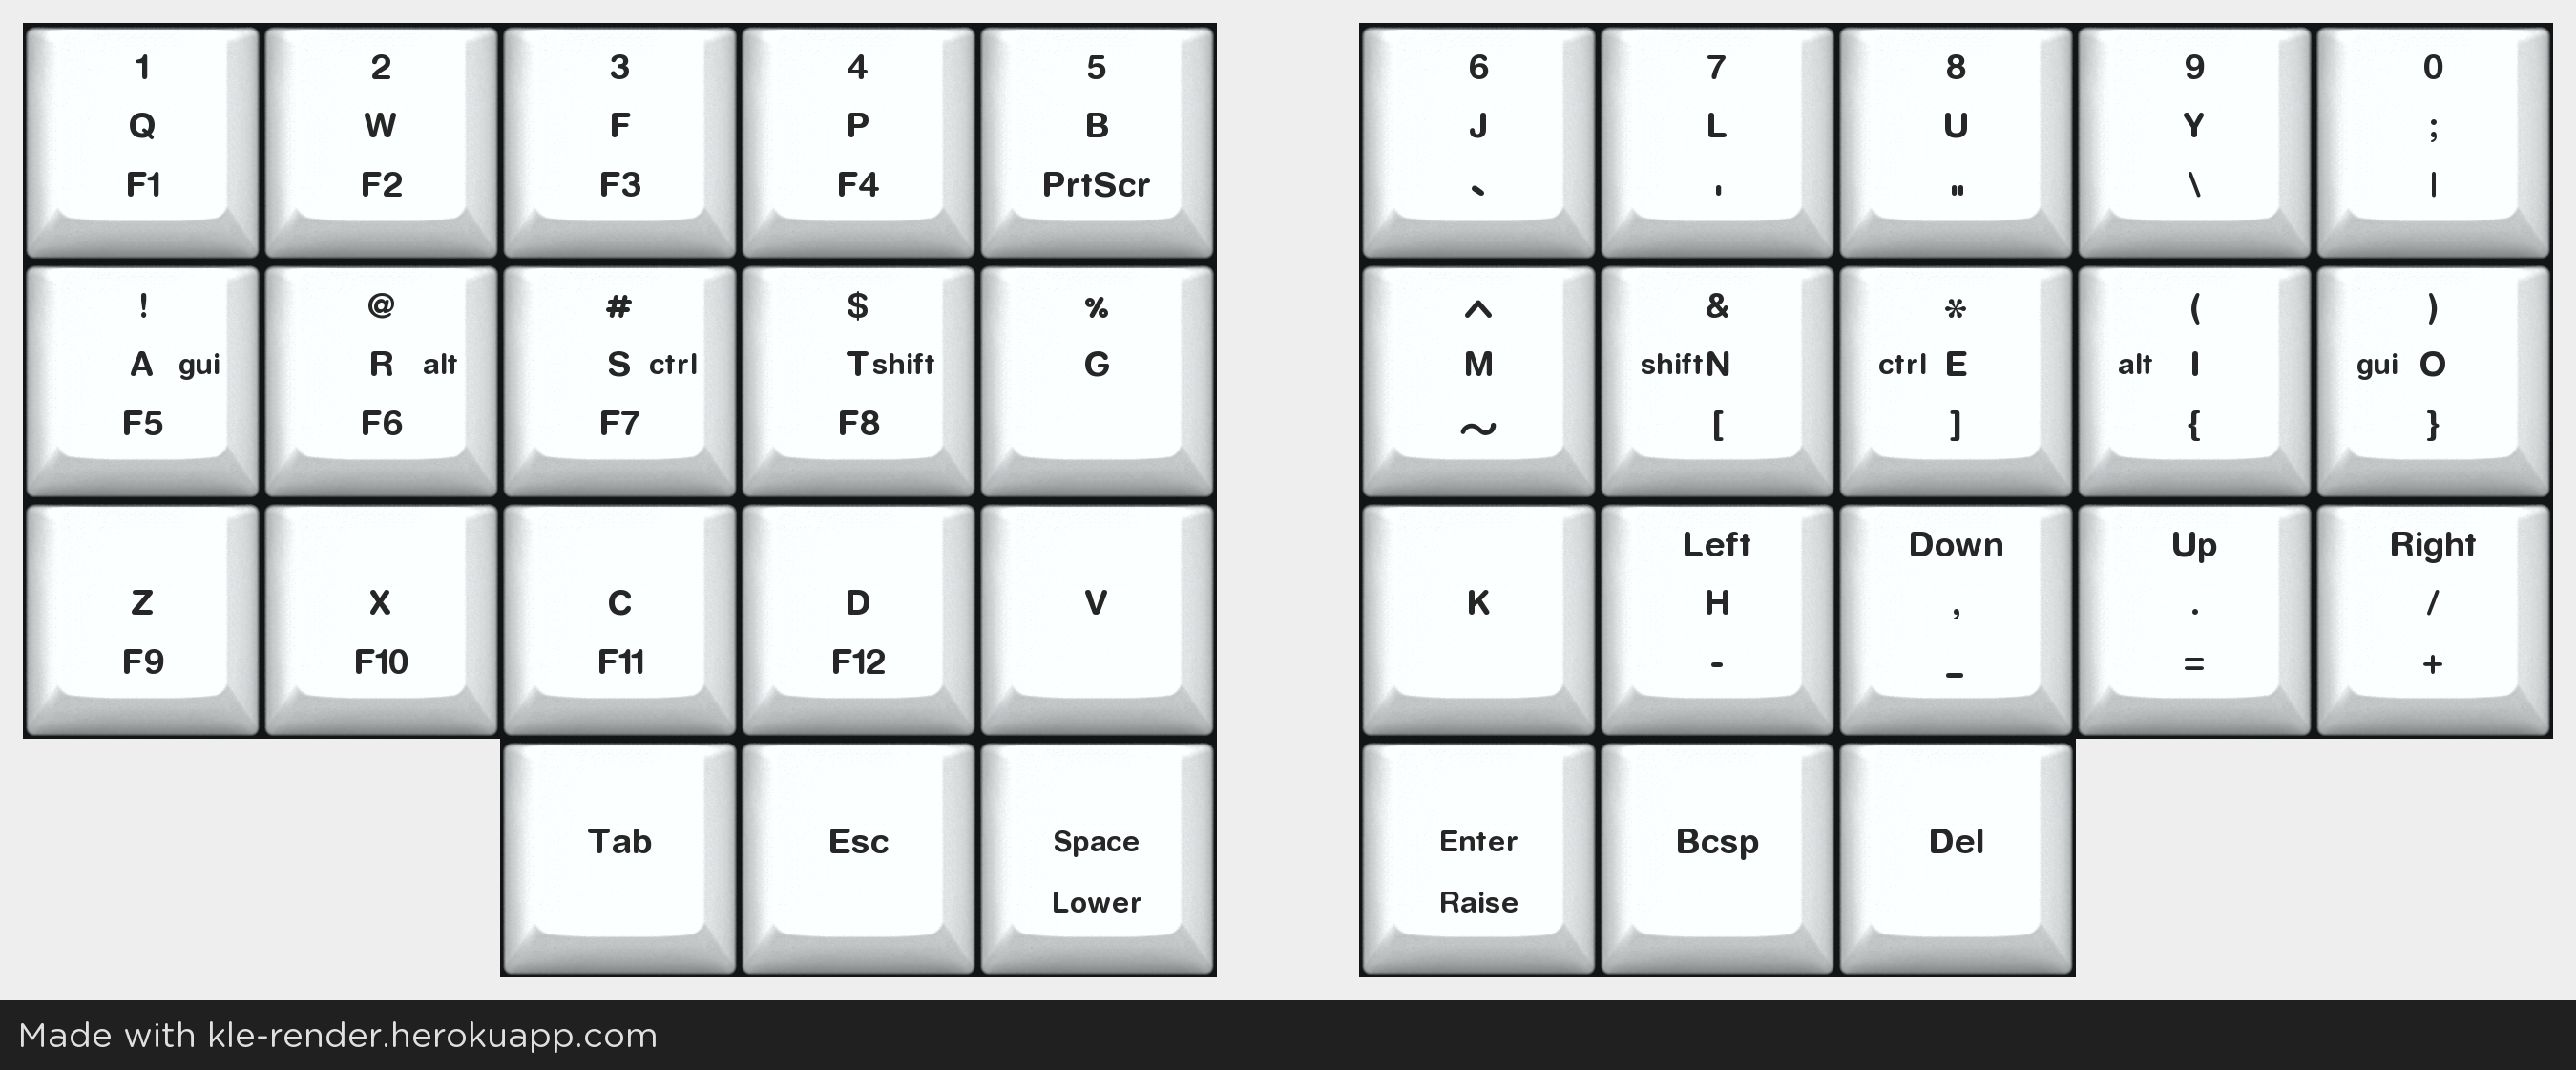 1 2 3 4 5 6 7 8 9 0
Q W F P B J L U Y ;
F1 F2 F3 F4 PrtScr ` ' " \ |
! @ # $ % ^ & * ( )
A gui R alt S ctrl T shift G M shift N ctrl E alt I gui O
F5 F6 F7 F8 ~ [ ] { }
Left Down Up Right
Z X C D V K H , . /
F9 F10 F11 F12 - _ = +
Tab Esc Space Enter Bcsp Del
Lower Raise
Made with kle-render.herokuapp.com